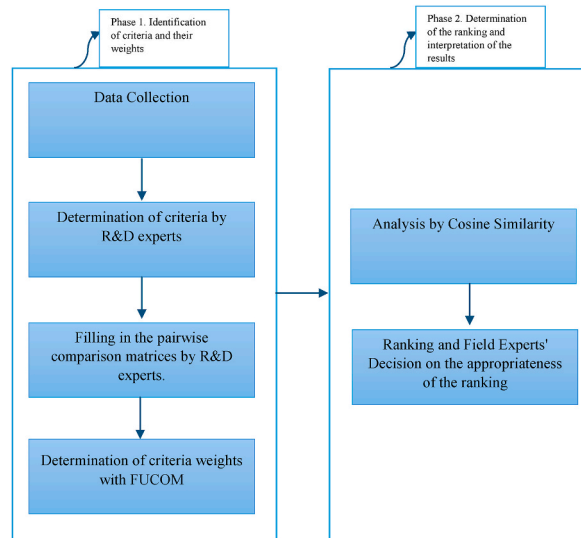 Phase 1. Identification
of criteria and their
weights
Data Collection
Determination of criteria by
R&D experts
Filling in the pairwise
comparison matrices by R&D
experts.
Determination of criteria weights
with FUCOM
Phase 2. Determination
of the ranking and
interpretation of the
results
Analysis by Cosine Similarity
Ranking and Field Experts'
Decision on the appropriateness
of the ranking